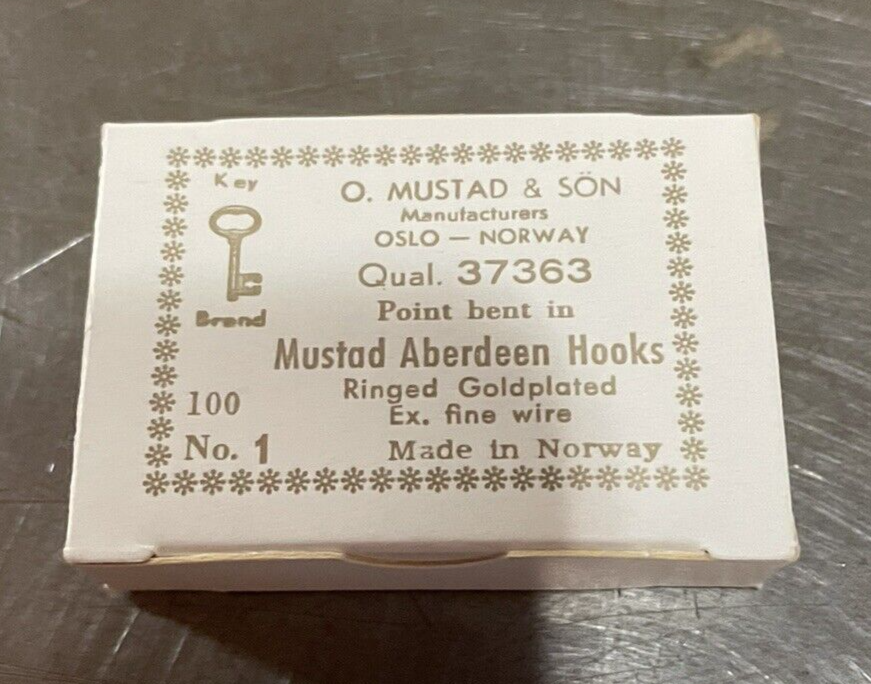 Key
Brand
O. MUSTAD & SÖN
Manufacturers
OSLO — NORWAY
Qual. 37363
Point bent in
Mustad Aberdeen Hooks
Ringed Goldplated
Ex. fine wire
100
No. 1
Made in Norway